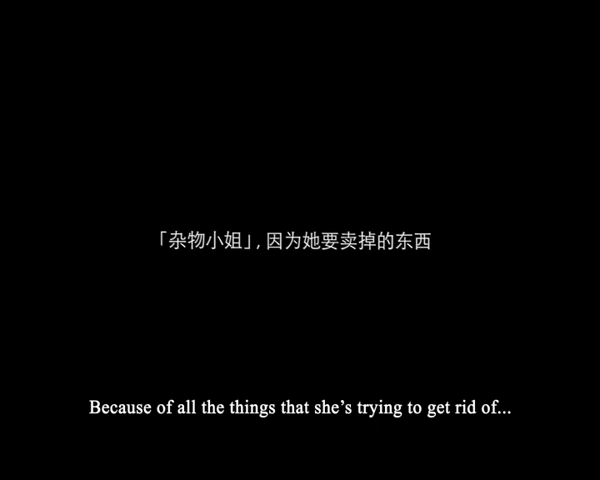 「杂物小姐」, 因为她要卖掉的东西
Because of all the things that she’s trying to get rid of...